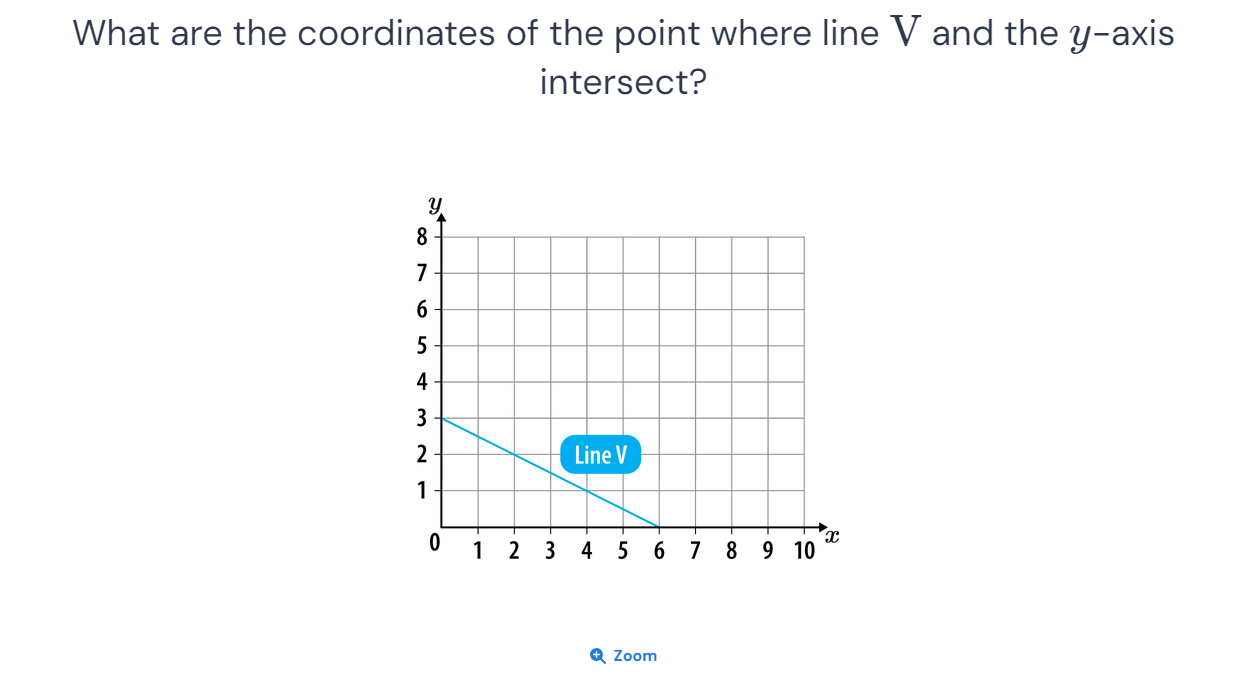 What are the coordinates of the point where line V and the y-axis
intersect?
y
8
7
6
5
4
3
2
1
Line V
0 1 2 3 4 5 6 7 8 9 10 x
Zoom